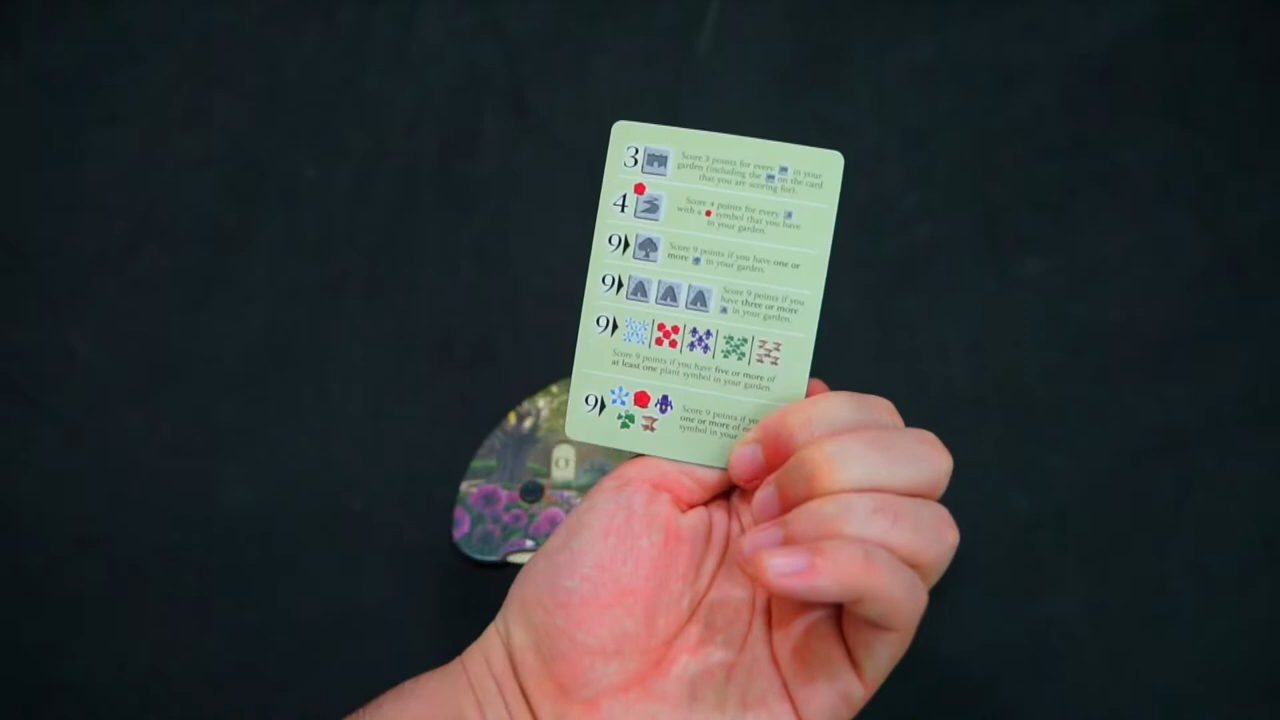 3 Score 3 points for every in your
garden (including the on the card
that you are scoring for).
4 Score 4 points for every
with a symbol that you have
in your garden.
9 Score 9 points if you have one or
more in your garden.
9 Score 9 points if you
have three or more
in your garden.
9
Score 9 points if you have five or more of
at least one plant symbol in your garden.
9 Score 9 points if
one or more of
symbol in your